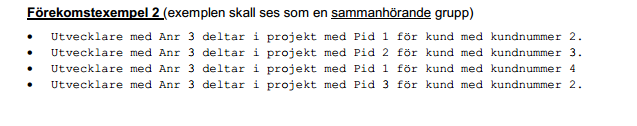 Förekomstexempel 2 (exemplen skall ses som en sammanhörande grupp)
• Utvecklare med Anr 3 deltar i projekt med Pid 1 för kund med kundnummer 2.
• Utvecklare med Anr 3 deltar i projekt med Pid 2 för kund med kundnummer 3.
• Utvecklare med Anr 3 deltar i projekt med Pid 1 för kund med kundnummer 4
• Utvecklare med Anr 3 deltar i projekt med Pid 3 för kund med kundnummer 2.